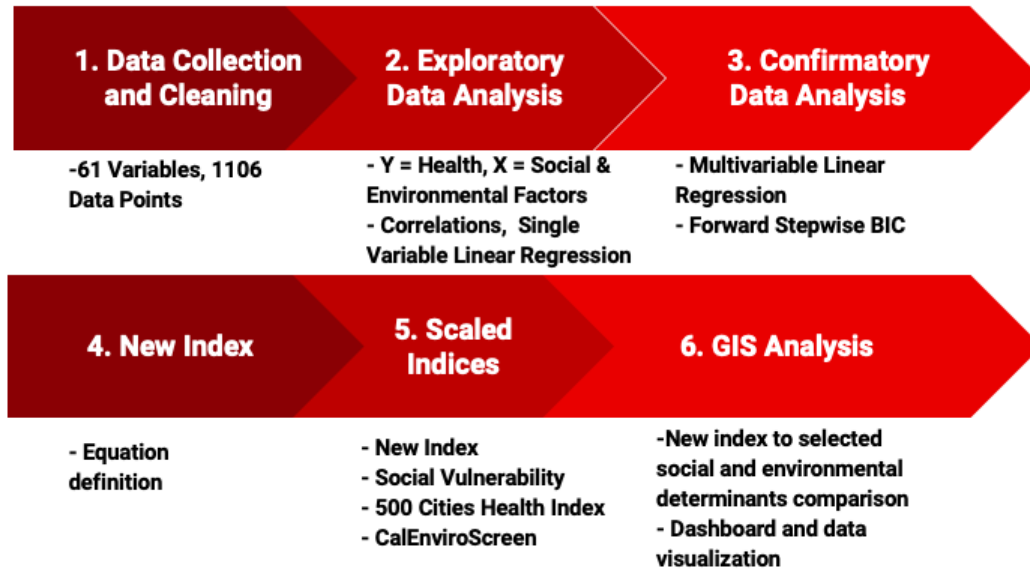 1. Data Collection
and Cleaning
2. Exploratory
Data Analysis
3. Confirmatory
Data Analysis
-61 Variables, 1106
Data Points
- Y = Health, X = Social &
Environmental Factors
- Correlations, Single
Variable Linear Regression
- Multivariable Linear
Regression
- Forward Stepwise BIC
4. New Index
5. Scaled
Indices
6. GIS Analysis
- Equation
definition
- New Index
- Social Vulnerability
- 500 Cities Health Index
- CalEnviroScreen
-New index to selected
social and environmental
determinants comparison
- Dashboard and data
visualization